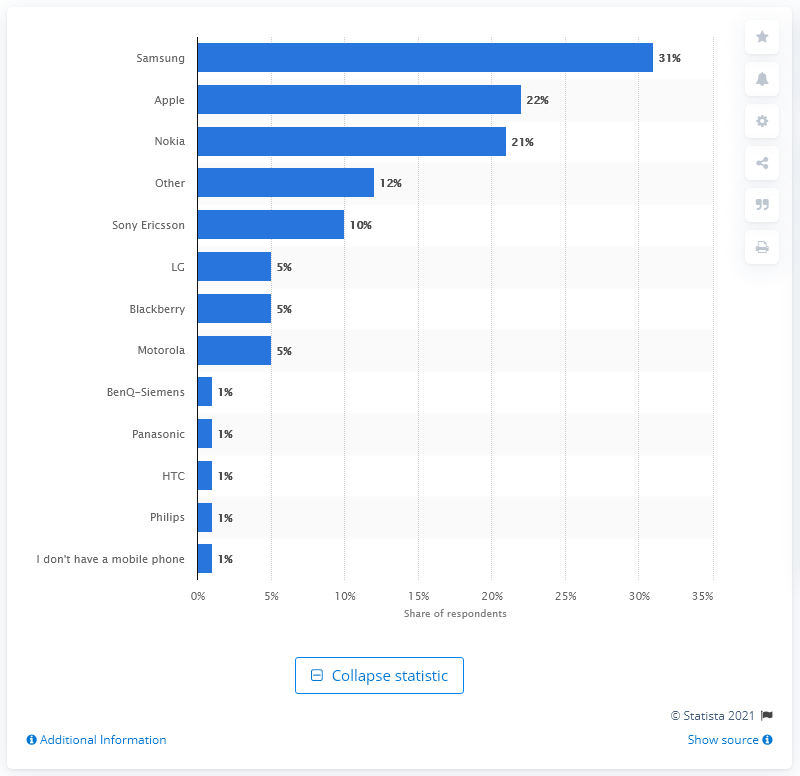 Samsung 31%
Apple 22%
Nokia 21%
Other 12%
Sony Ericsson 10%
LG 5%
Blackberry 5%
Motorola 5%
BenQ-Siemens 1%
Panasonic 1%
HTC 1%
Philips 1%
I don't have a mobile phone 1%
0% 5% 10% 15% 20% 25% 30% 35%
Share of respondents
Collapse statistic
© Statista 2021
Additional Information Show source